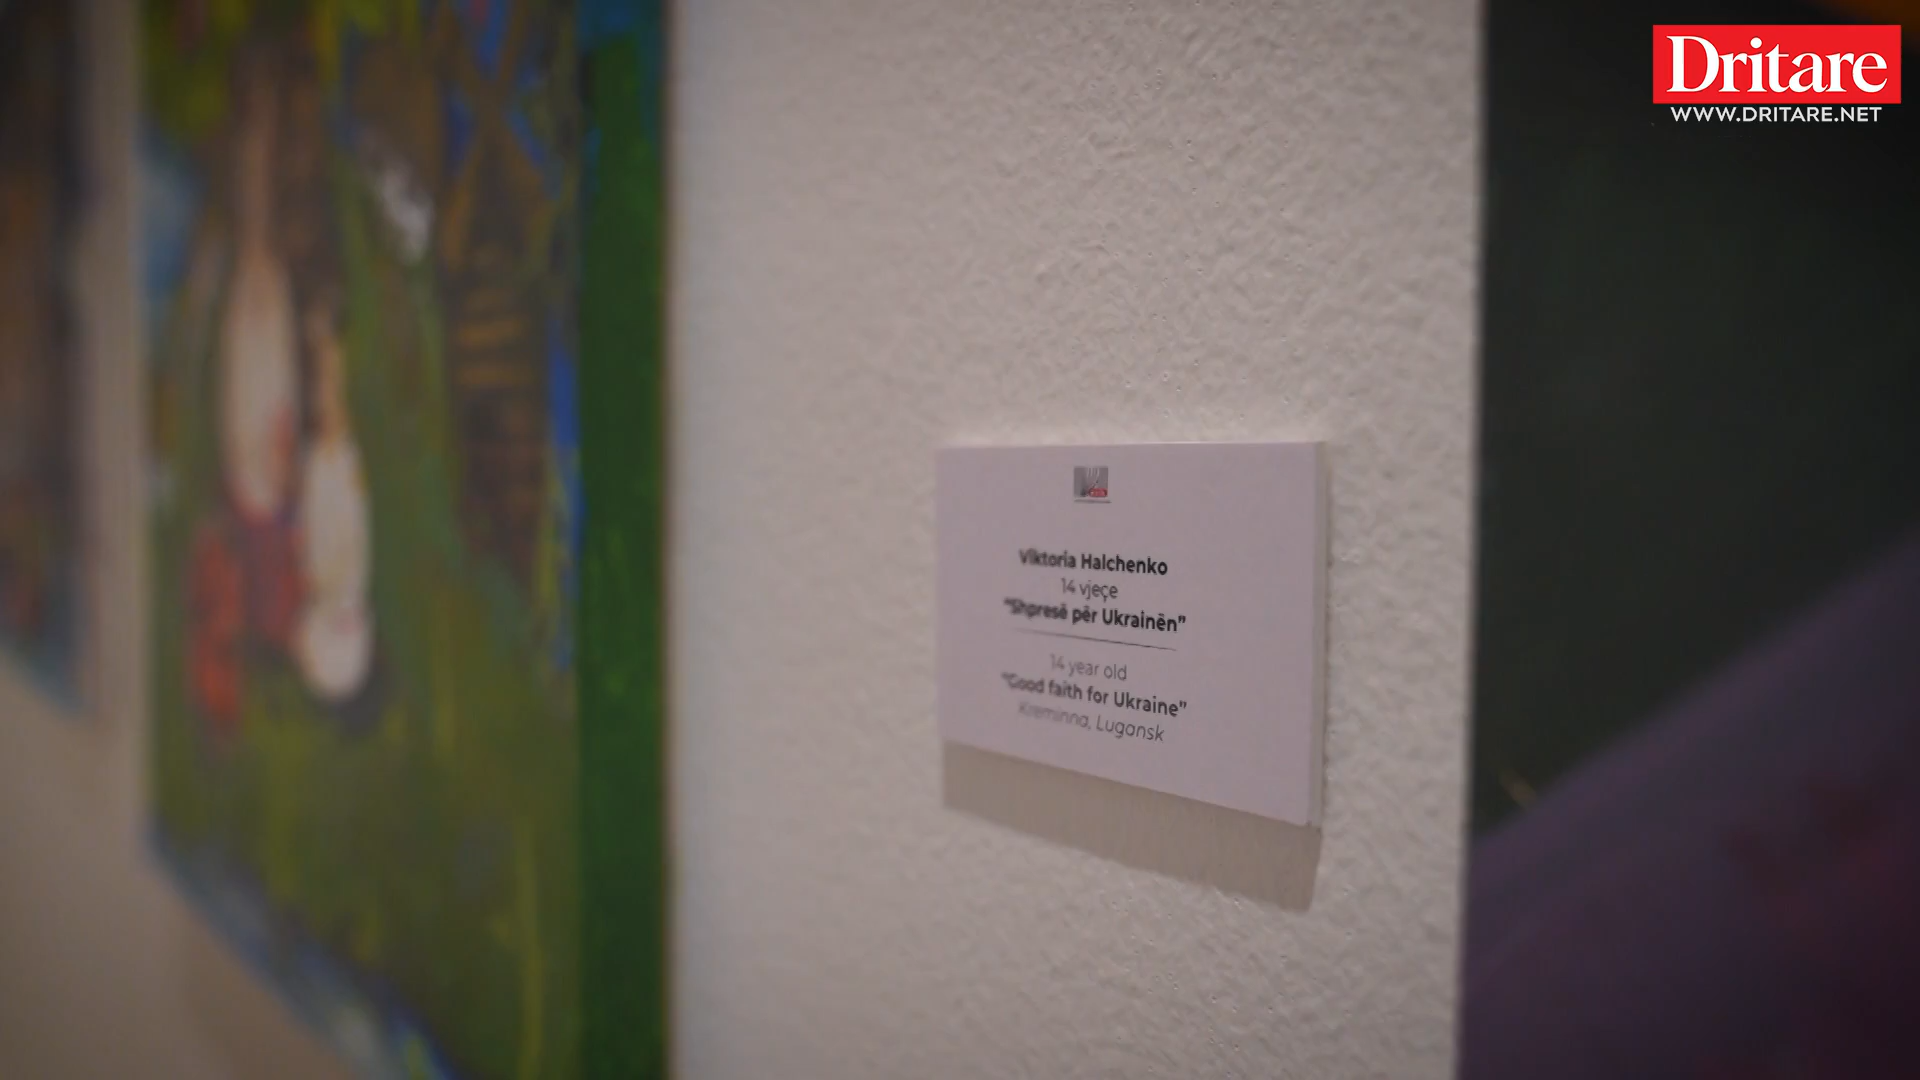 Dritare
WWW.DRITARE.NET
Viktoria Halchenko
14 vjeçe
"Shpresë për Ukrainën"
14 year old
"Good faith for Ukraine"
Kreminna, Lugansk